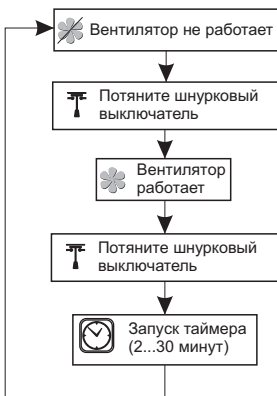 Вентилятор не работает
Потяните шнурковый
выключатель
Вентилятор
работает
Потяните шнурковый
выключатель
Запуск таймера
(2...30 минут)